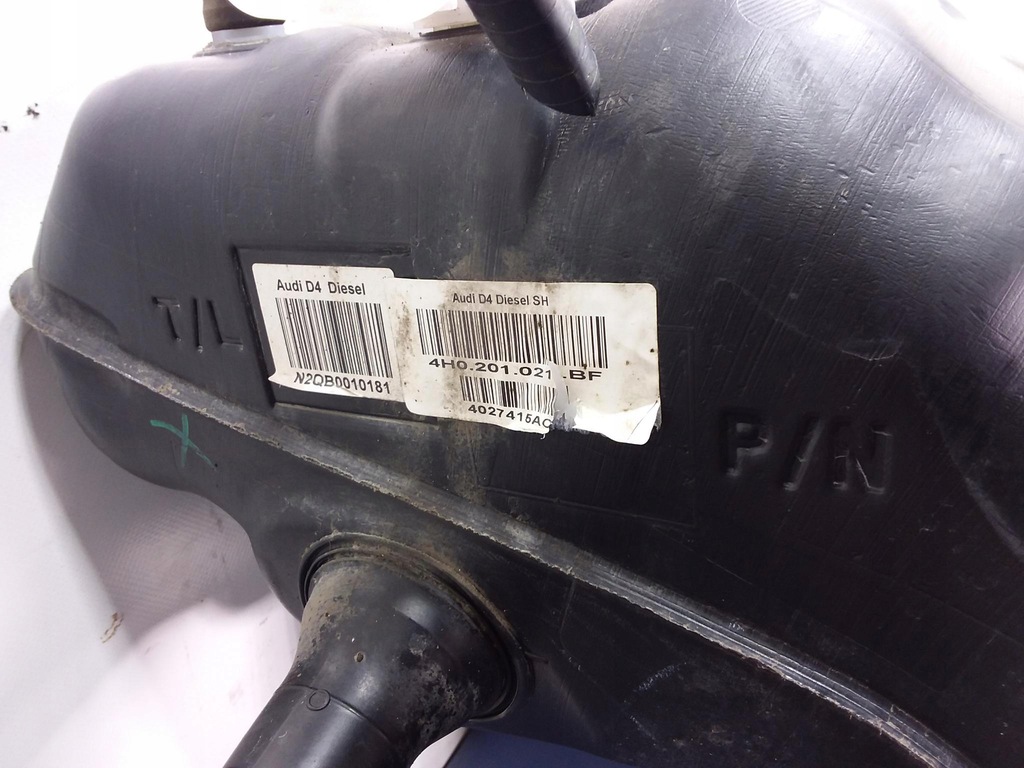 Audi D4 Diesel
N2QB0010181
Audi D4 Diesel SH
4H0.201.021 .BF
4027415AC
T/L
P/N